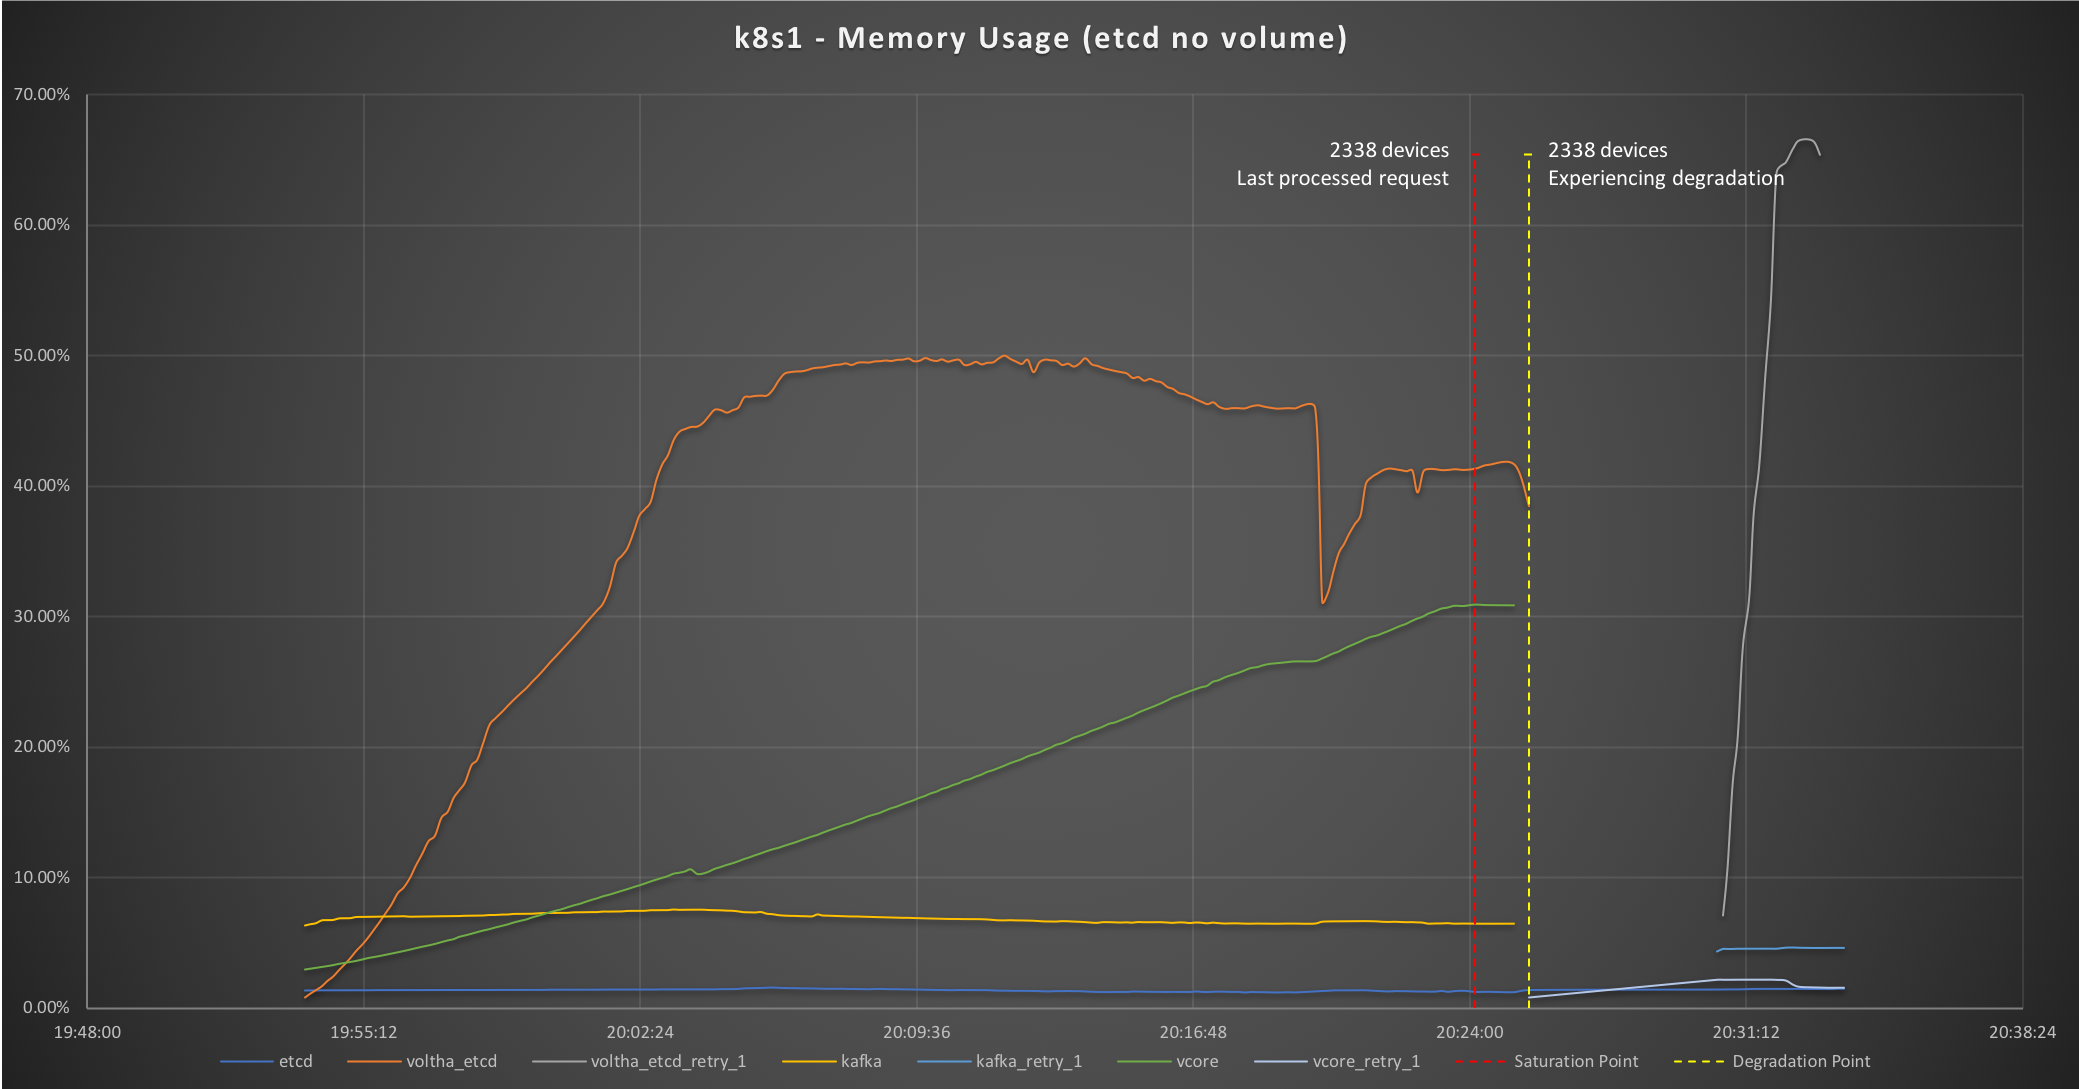 k8s1 - Memory Usage (etcd no volume)
70.00%
60.00%
50.00%
40.00%
30.00%
20.00%
10.00%
0.00%
2338 devices
Last processed request
2338 devices
Experiencing degradation
19:48:00 19:55:12 20:02:24 20:09:36 20:16:48 20:24:00 20:31:12 20:38:24
etcd voltha_etcd voltha_etcd_retry_1 kafka kafka_retry_1 vcore vcore_retry_1 Saturation Point Degradation Point